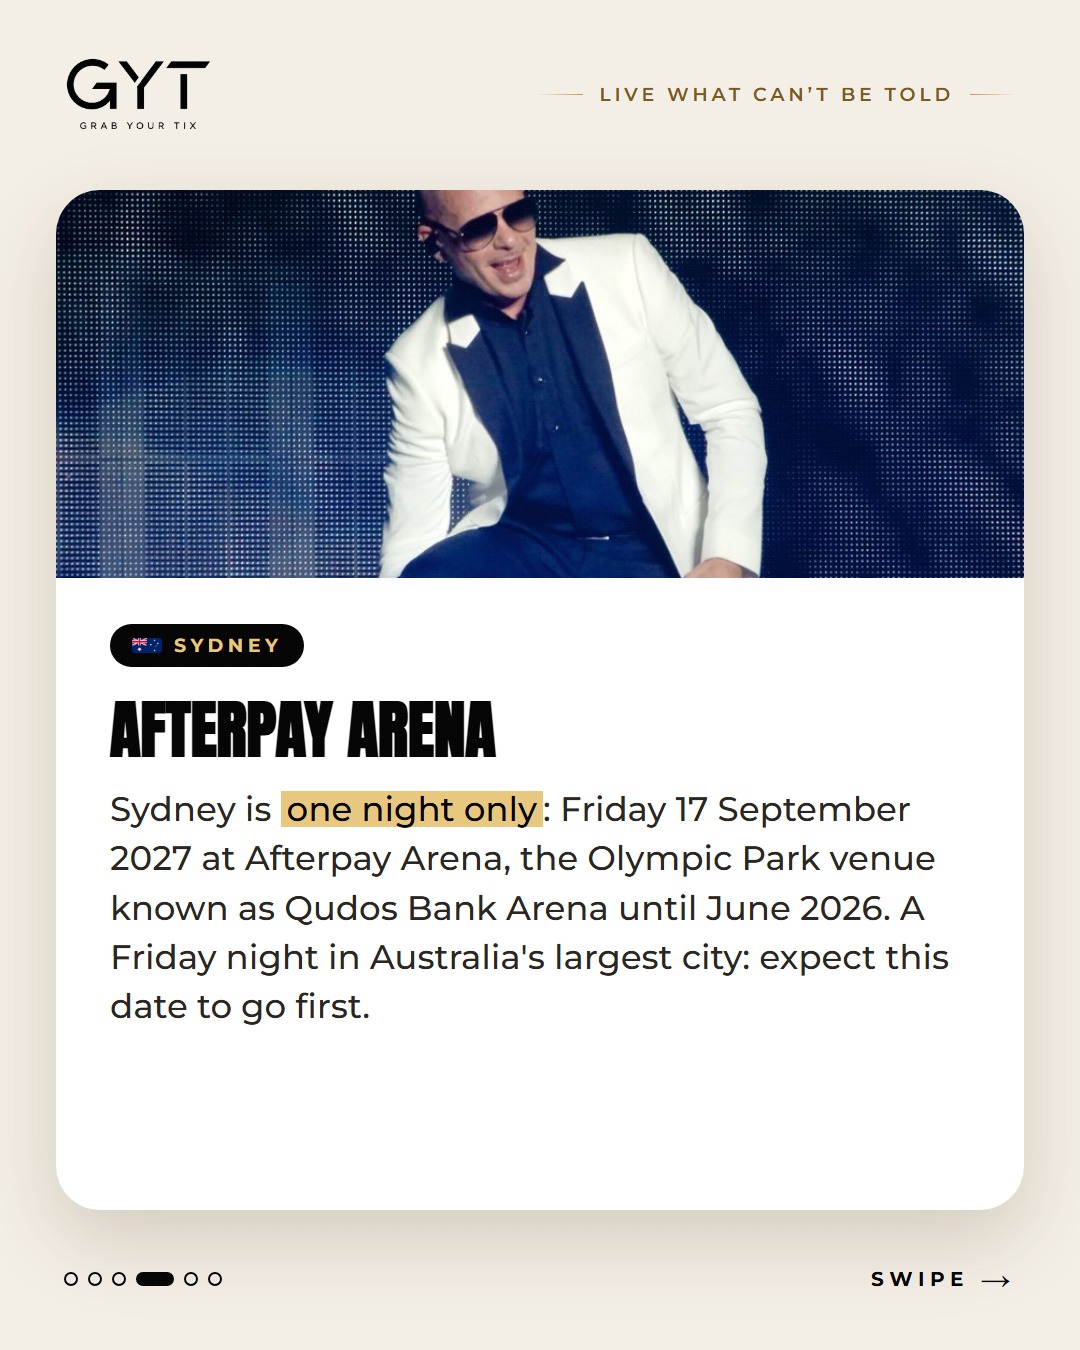 GYT
GRAB YOUR TIX
LIVE WHAT CAN’T BE TOLD
SYDNEY
AFTERPAY ARENA
Sydney is one night only: Friday 17 September
2027 at Afterpay Arena, the Olympic Park venue
known as Qudos Bank Arena until June 2026. A
Friday night in Australia's largest city: expect this
date to go first.
SWIPE →